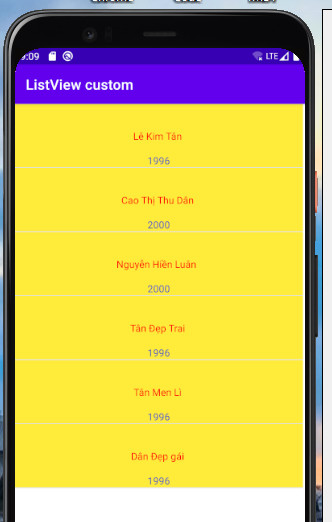 9:09 LTE
ListView custom
Lê Kim Tân
1996
Cao Thị Thu Dân
2000
Nguyễn Hiền Luân
2000
Tân Đẹp Trai
1996
Tân Men Lì
1996
Dân Đẹp gái
1996